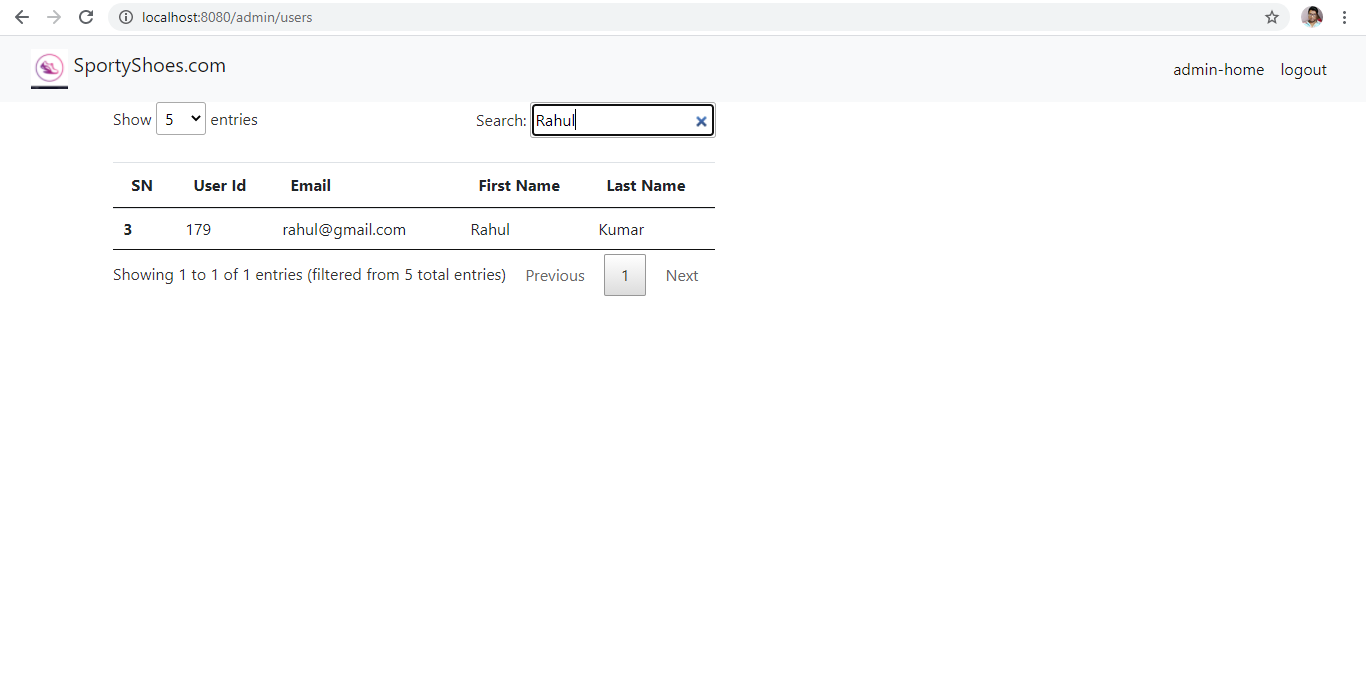 localhost:8080/admin/users
SportyShoes.com admin-home logout
Show 5 entries Search: Rahul
SN User Id Email First Name Last Name
3 179 rahul@gmail.com Rahul Kumar
Showing 1 to 1 of 1 entries (filtered from 5 total entries) Previous 1 Next